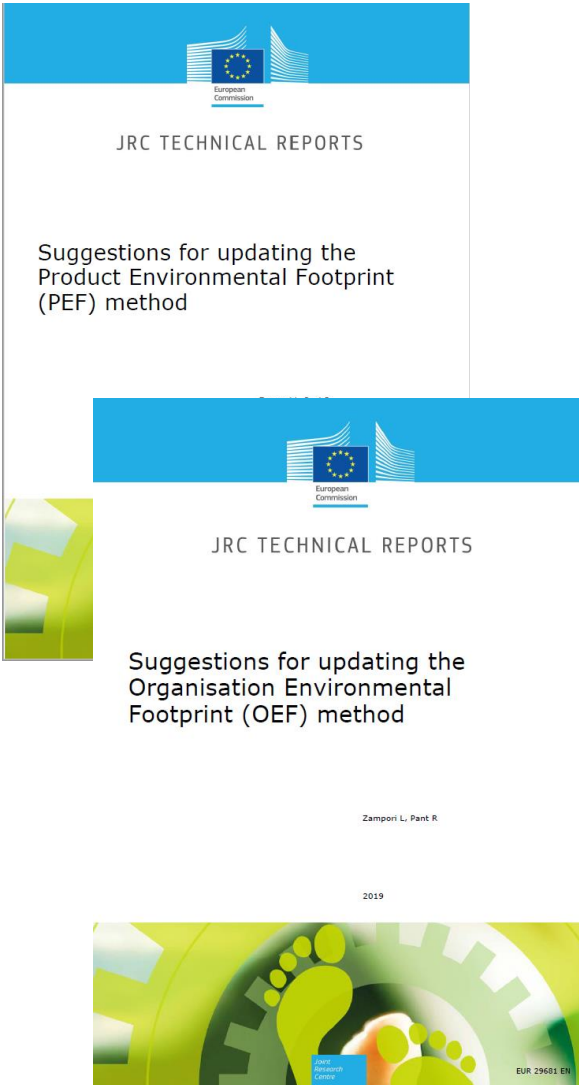 European
Commission
JRC TECHNICAL REPORTS
Suggestions for updating the
Product Environmental Footprint
(PEF) method
European
Commission
JRC TECHNICAL REPORTS
Suggestions for updating the
Organisation Environmental
Footprint (OEF) method
Zampori L, Pant R
2019
Joint
Research
Centre
EUR 29681 EN